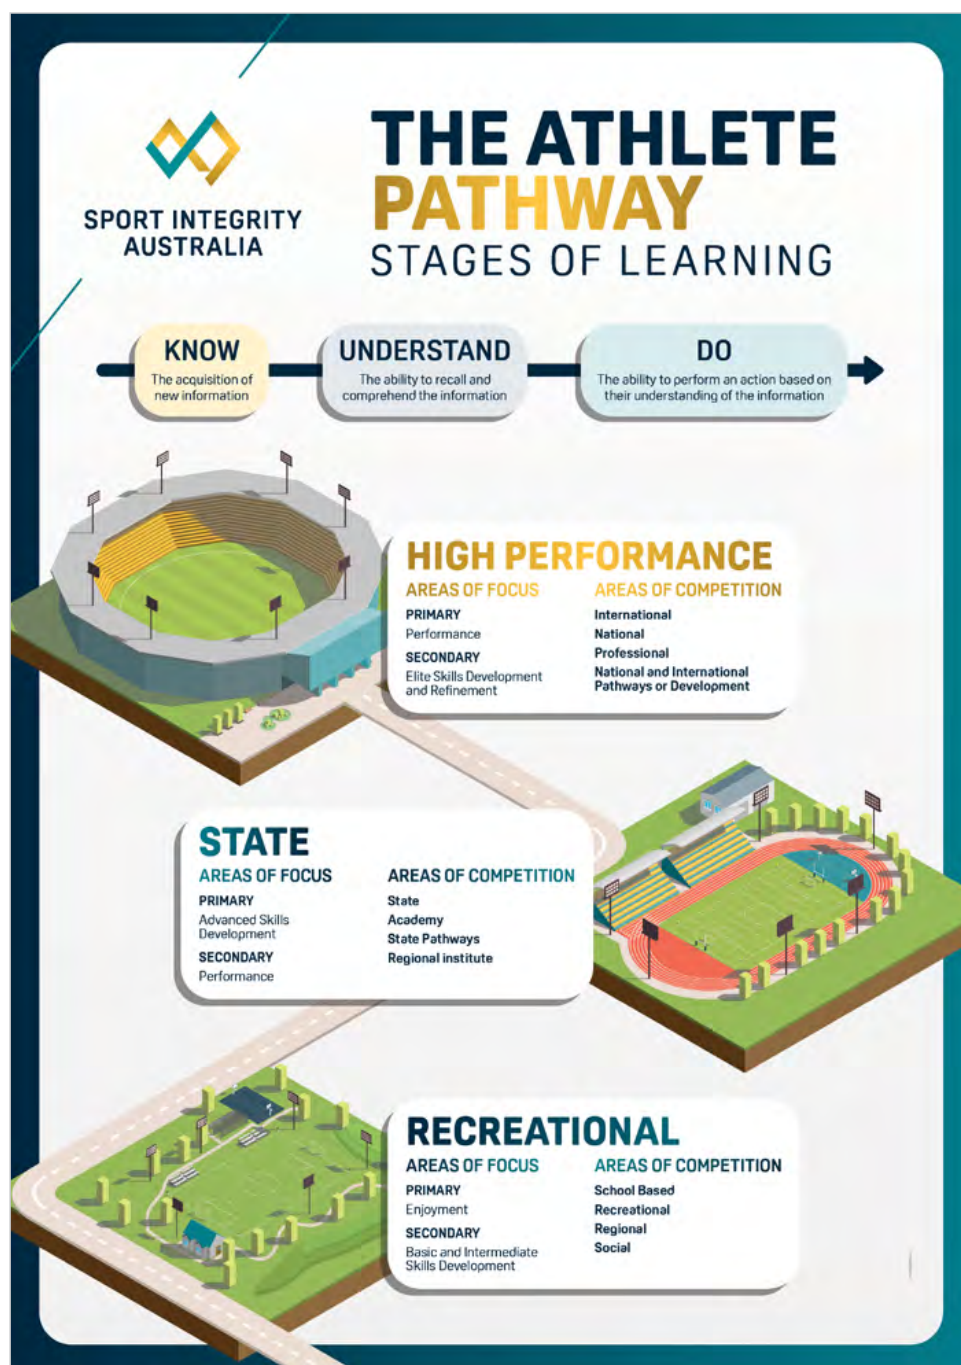 SPORT INTEGRITY
AUSTRALIA
THE ATHLETE
PATHWAY
STAGES OF LEARNING
KNOW
The acquisition of
new information
UNDERSTAND
The ability to recall and
comprehend the information
DO
The ability to perform an action based on
their understanding of the information
HIGH PERFORMANCE
AREAS OF FOCUS
PRIMARY
Performance
SECONDARY
Elite Skills Development
and Refinement
AREAS OF COMPETITION
International
National
Professional
National and International
Pathways or Development
STATE
AREAS OF FOCUS
PRIMARY
Advanced Skills
Development
SECONDARY
Performance
AREAS OF COMPETITION
State
Academy
State Pathways
Regional institute
RECREATIONAL
AREAS OF FOCUS
PRIMARY
Enjoyment
SECONDARY
Basic and Intermediate
Skills Development
AREAS OF COMPETITION
School Based
Recreational
Regional
Social